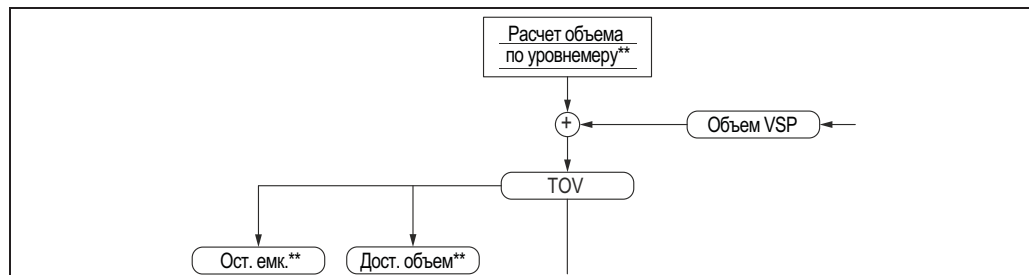 Расчет объема
по уровнемеру**
+
Объем VSP
TOV
Ост. емк.**
Дост. объем**